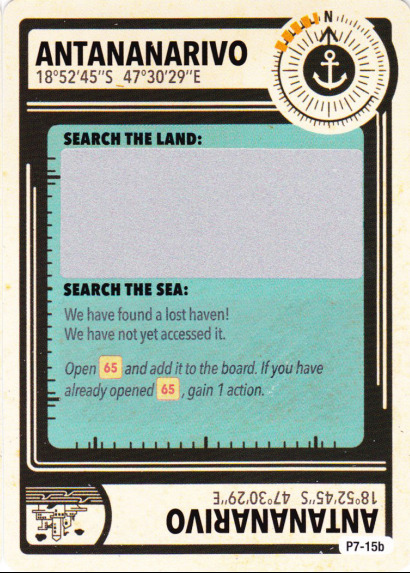 ANTANANARIVO
18°52'45"S 47°30'29"E
N
SEARCH THE LAND:
SEARCH THE SEA:
We have found a lost haven!
We have not yet accessed it.
Open 65 and add it to the board. If you have
already opened 65, gain 1 action.
18°52'45"S 47°30'29"E
ANTANANARIVO
P7-15b